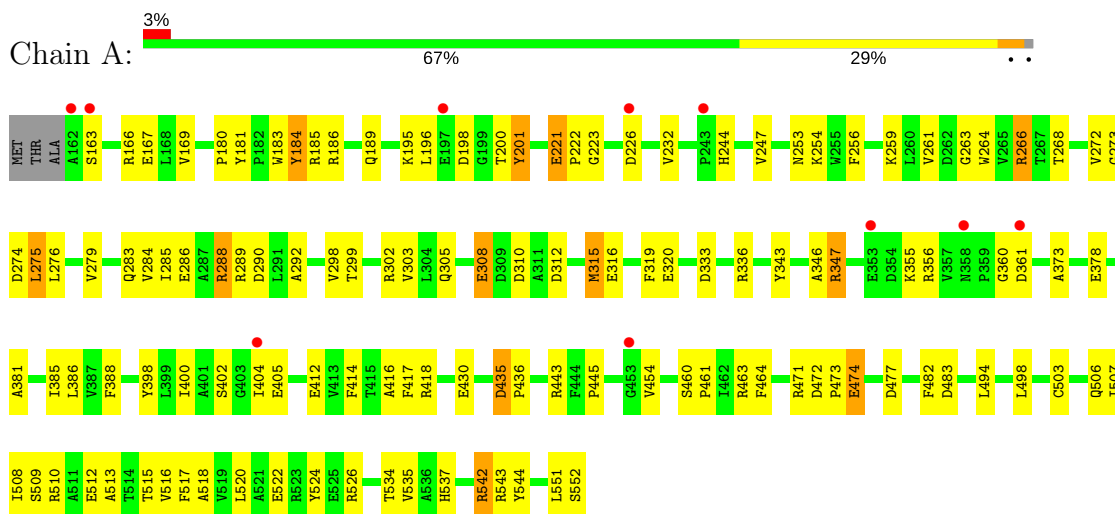 3%
Chain A:
67% 29% • •
MET THR ALA A162 S163 R166 E167 L168 V169 P180 Y181 P182 W183 Y184 R185 R186 Q189 K195 L196 E197 D198 G199 T200 Y201 E221 P222 G223 D226 V232 P243 H244 V247 N253 K254 W255 F256 K259 L260 V261 D262 G263 W264 V265 R266 T267 T268 V272 G273
D274 L275 L276 V279 Q283 V284 I285 E286 A287 R288 R289 D290 L291 A292 V298 T299 R302 V303 L304 Q305 E308 D309 D310 A311 D312 M315 E316 F319 E320 D333 R336 Y343 A346 R347 E353 D354 K355 R356 V357 N358 P359 G360 D361 A373 E378
A381 I385 L386 V387 F388 Y398 L399 I400 A401 S402 G403 I404 E405 E412 V413 F414 T415 A416 F417 R418 E430 D435 P436 R443 F444 P445 G453 V454 S460 P461 I462 R463 F464 R471 D472 P473 E474 D477 F482 D483 L494 L498 C503 Q506 I507
I508 S509 R510 A511 E512 A513 T514 T515 V516 F517 A518 V519 L520 A521 E522 R523 Y524 E525 R526 T534 V535 A536 H537 R542 R543 Y544 L551 S552